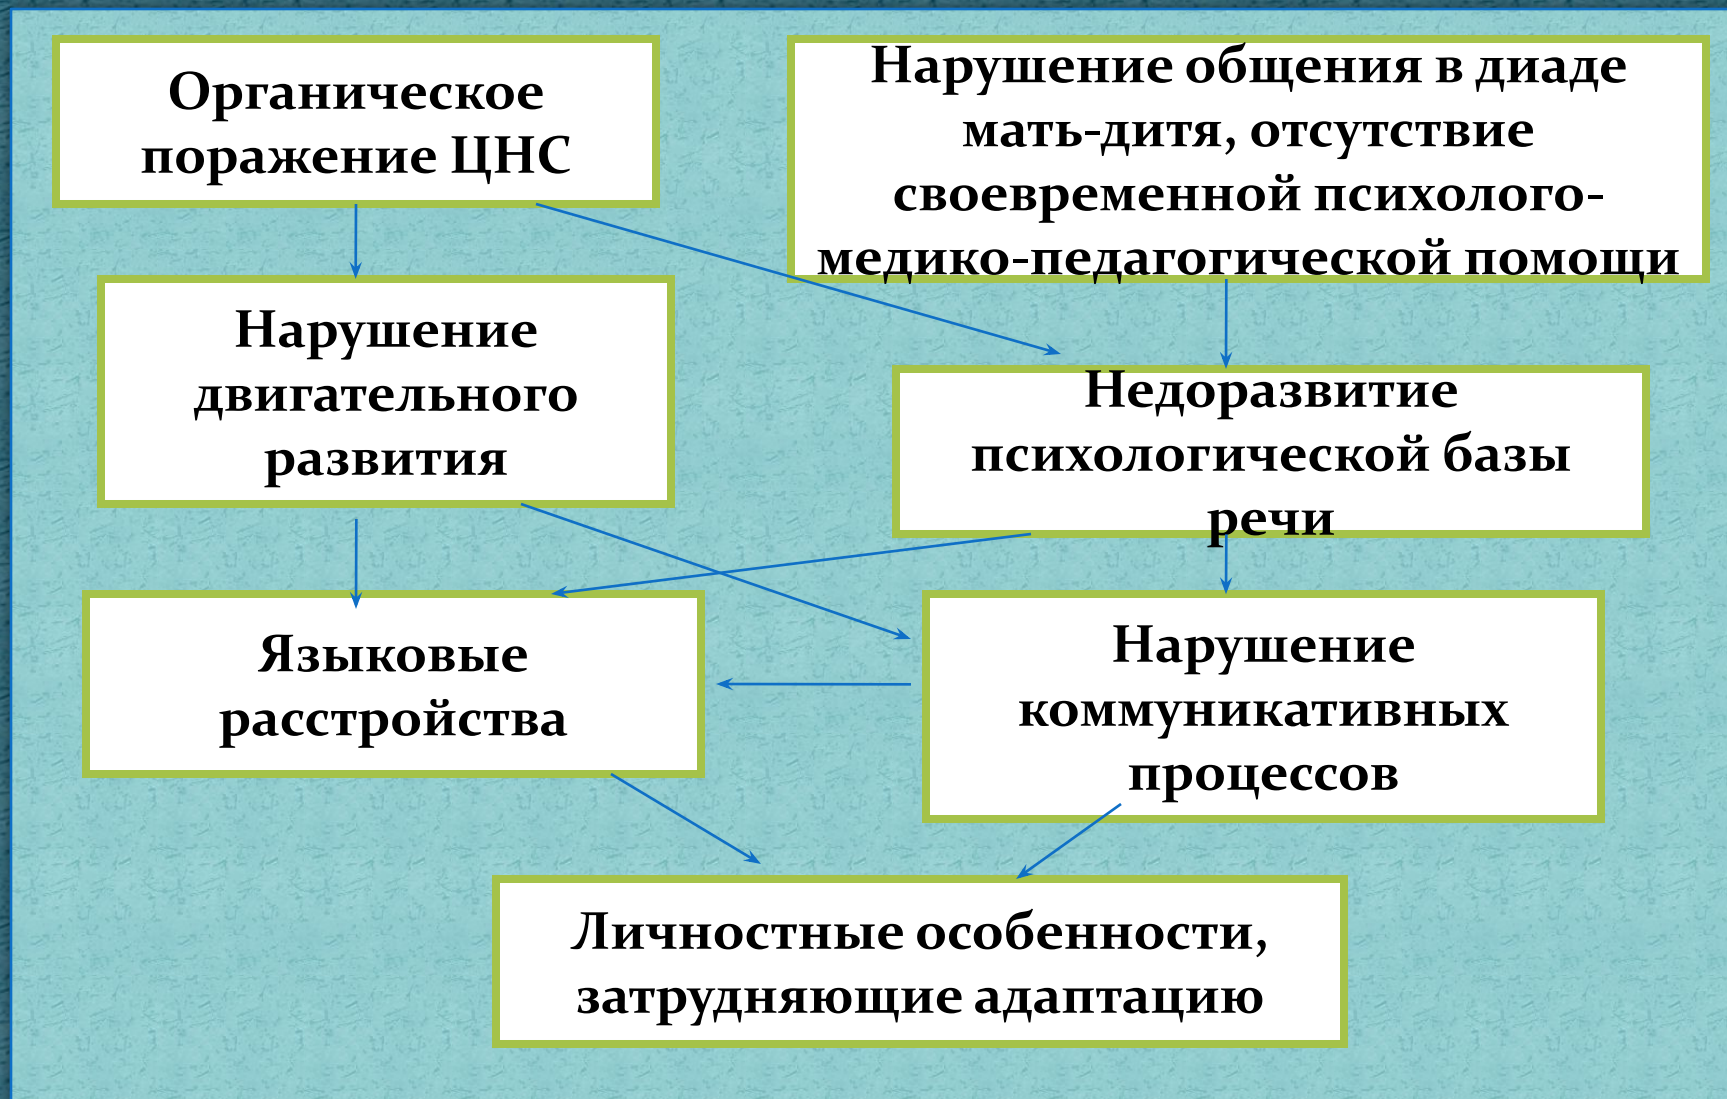 Органическое
поражение ЦНС
Нарушение общения в диаде
мать-дитя, отсутствие
своевременной психолого-
медико-педагогической помощи
Нарушение
двигательного
развития
Недоразвитие
психологической базы
речи
Языковые
расстройства
Нарушение
коммуникативных
процессов
Личностные особенности,
затрудняющие адаптацию